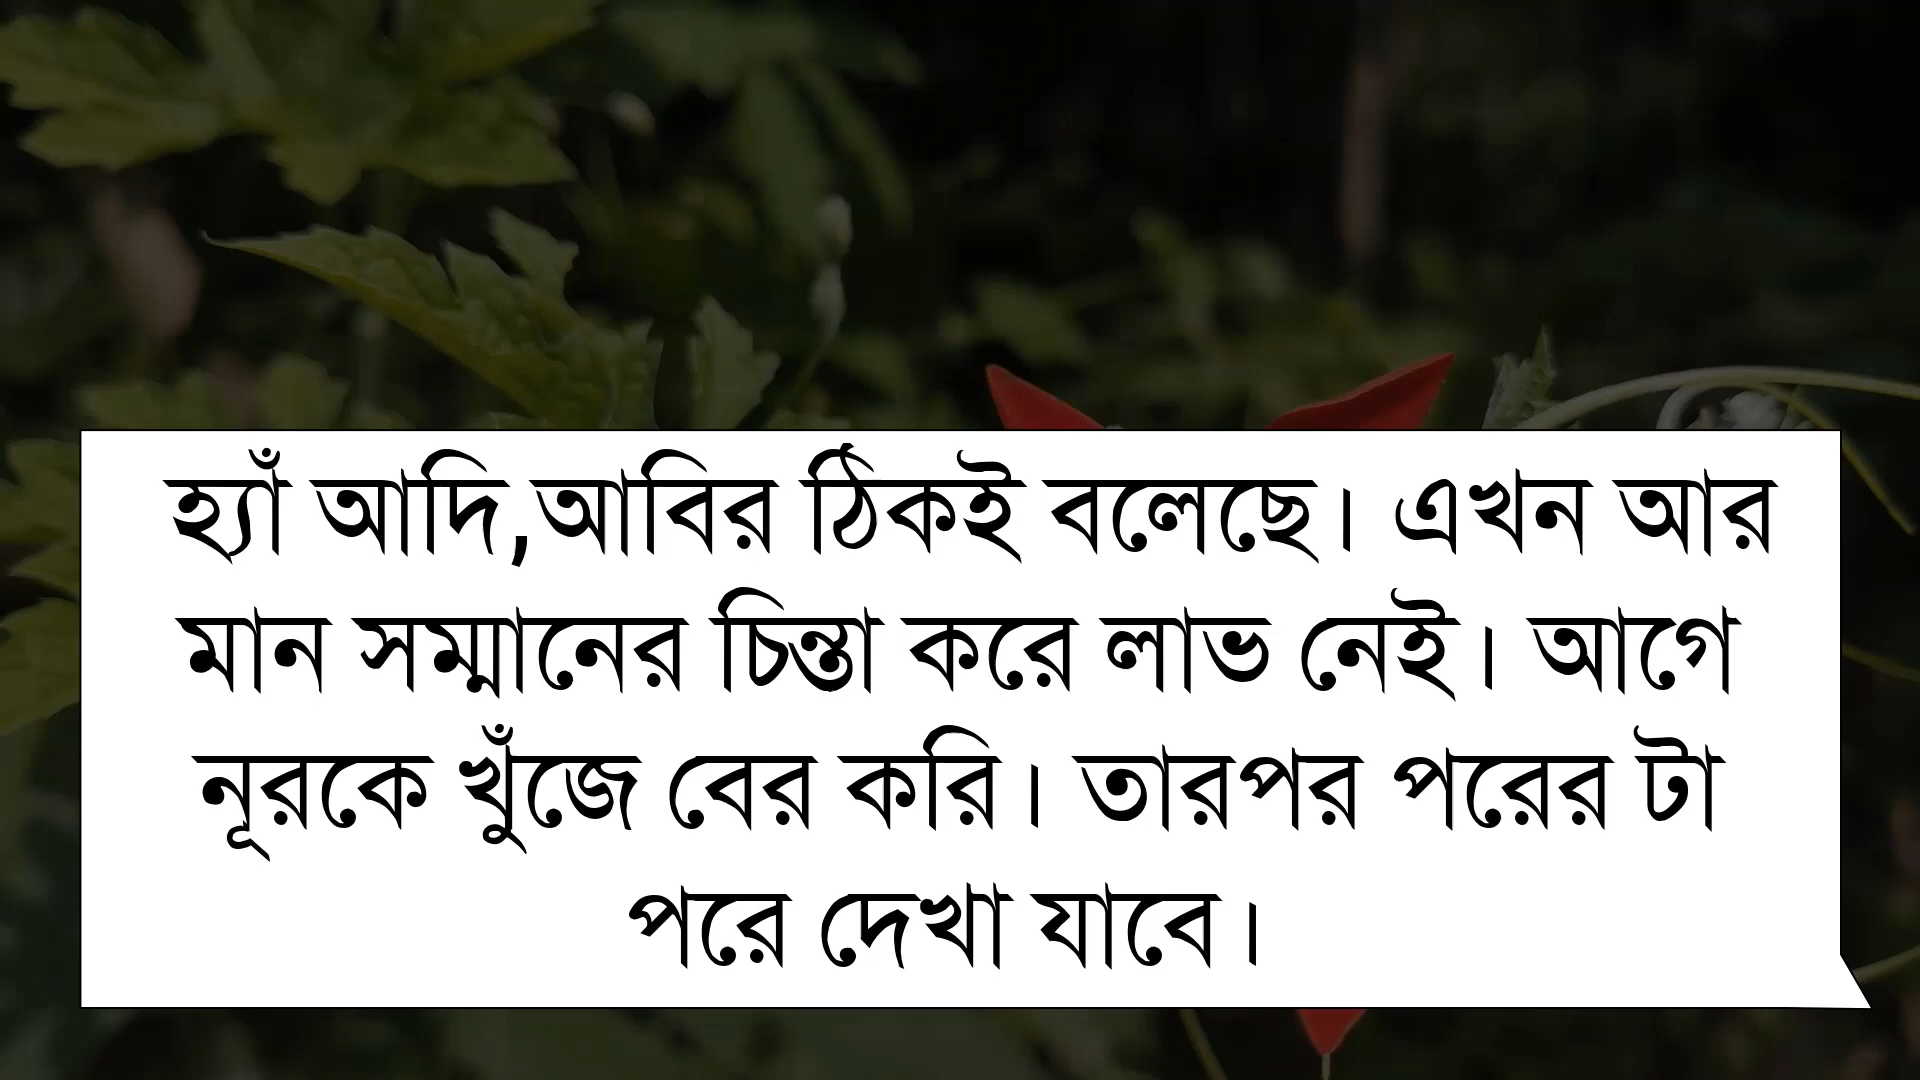 হ্যাঁ আদি,আবির ঠিকই বলেছে। এখন আর
মান সম্মানের চিন্তা করে লাভ নেই। আগে
নূরকে খুঁজে বের করি। তারপর পরের টা
পরে দেখা যাবে।